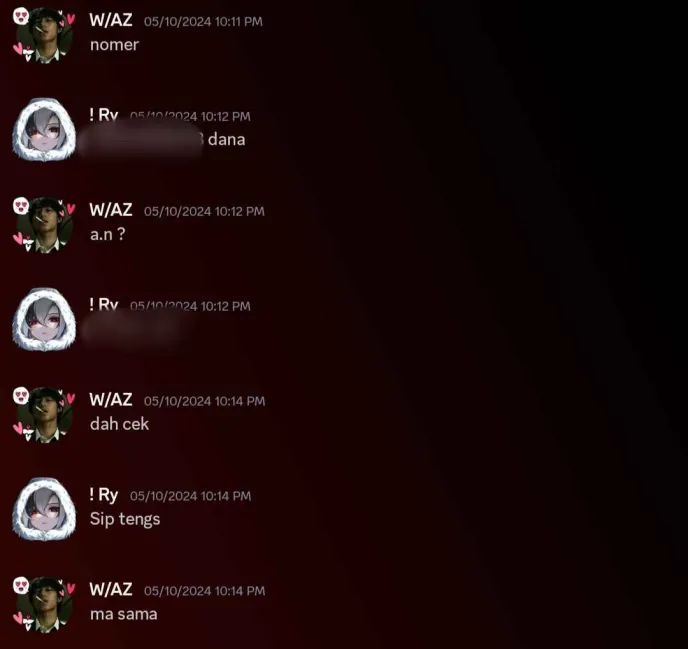 W/AZ 05/10/2024 10:11 PM
nomer
! Ry 05/10/2024 10:12 PM
dana
W/AZ 05/10/2024 10:12 PM
a.n ?
! Ry 05/10/2024 10:12 PM
W/AZ 05/10/2024 10:14 PM
dah cek
! Ry 05/10/2024 10:14 PM
Sip tengs
W/AZ 05/10/2024 10:14 PM
ma sama